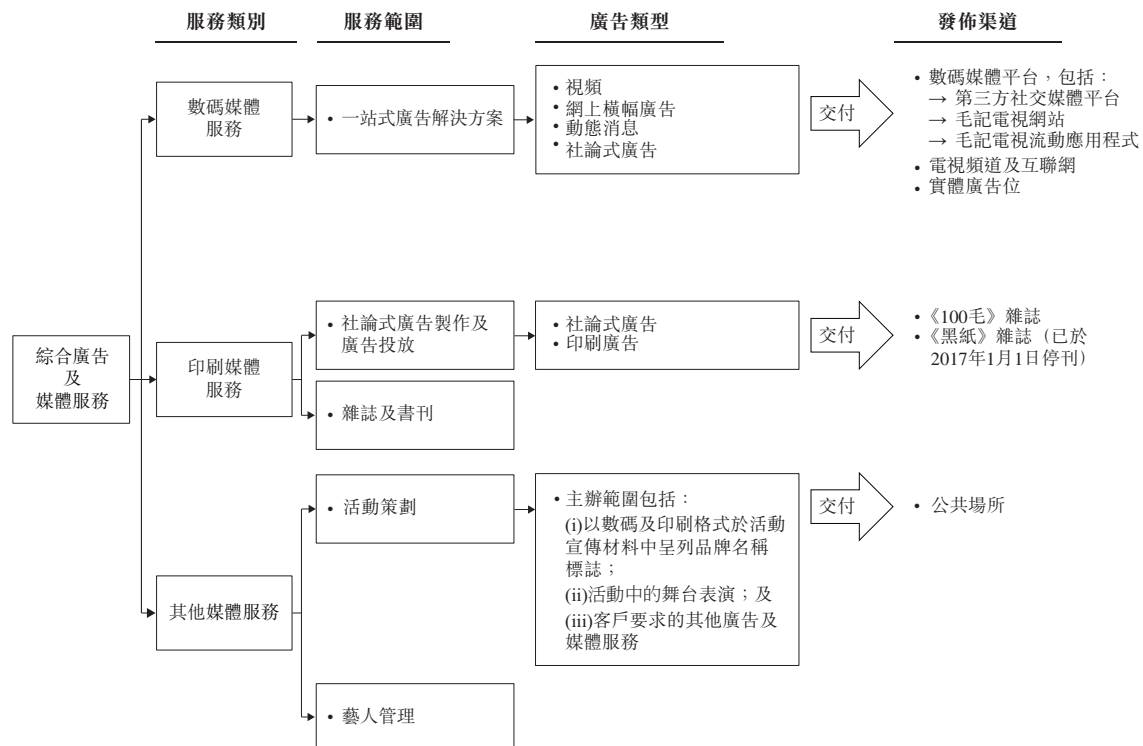 服務類別
服務範圍
廣告類型
發佈渠道
綜合廣告
及
媒體服務
數碼媒體
服務
• 一站式廣告解決方案
• 視頻
• 網上橫幅廣告
• 動態消息
• 社論式廣告
交付
• 數碼媒體平台，包括：
→ 第三方社交媒體平台
→ 毛記電視網站
→ 毛記電視流動應用程式
• 電視頻道及互聯網
• 實體廣告位
印刷媒體
服務
• 社論式廣告製作及
廣告投放
• 社論式廣告
• 印刷廣告
交付
• 《100毛》雜誌
• 《黑紙》雜誌（已於
2017年1月1日停刊）
• 雜誌及書刊
其他媒體服務
• 活動策劃
• 主辦範圍包括：
(i)以數碼及印刷格式於活動
宣傳材料中呈列品牌名稱
標誌；
(ii)活動中的舞台表演；及
(iii)客戶要求的其他廣告及
媒體服務
交付
• 公共場所
• 藝人管理